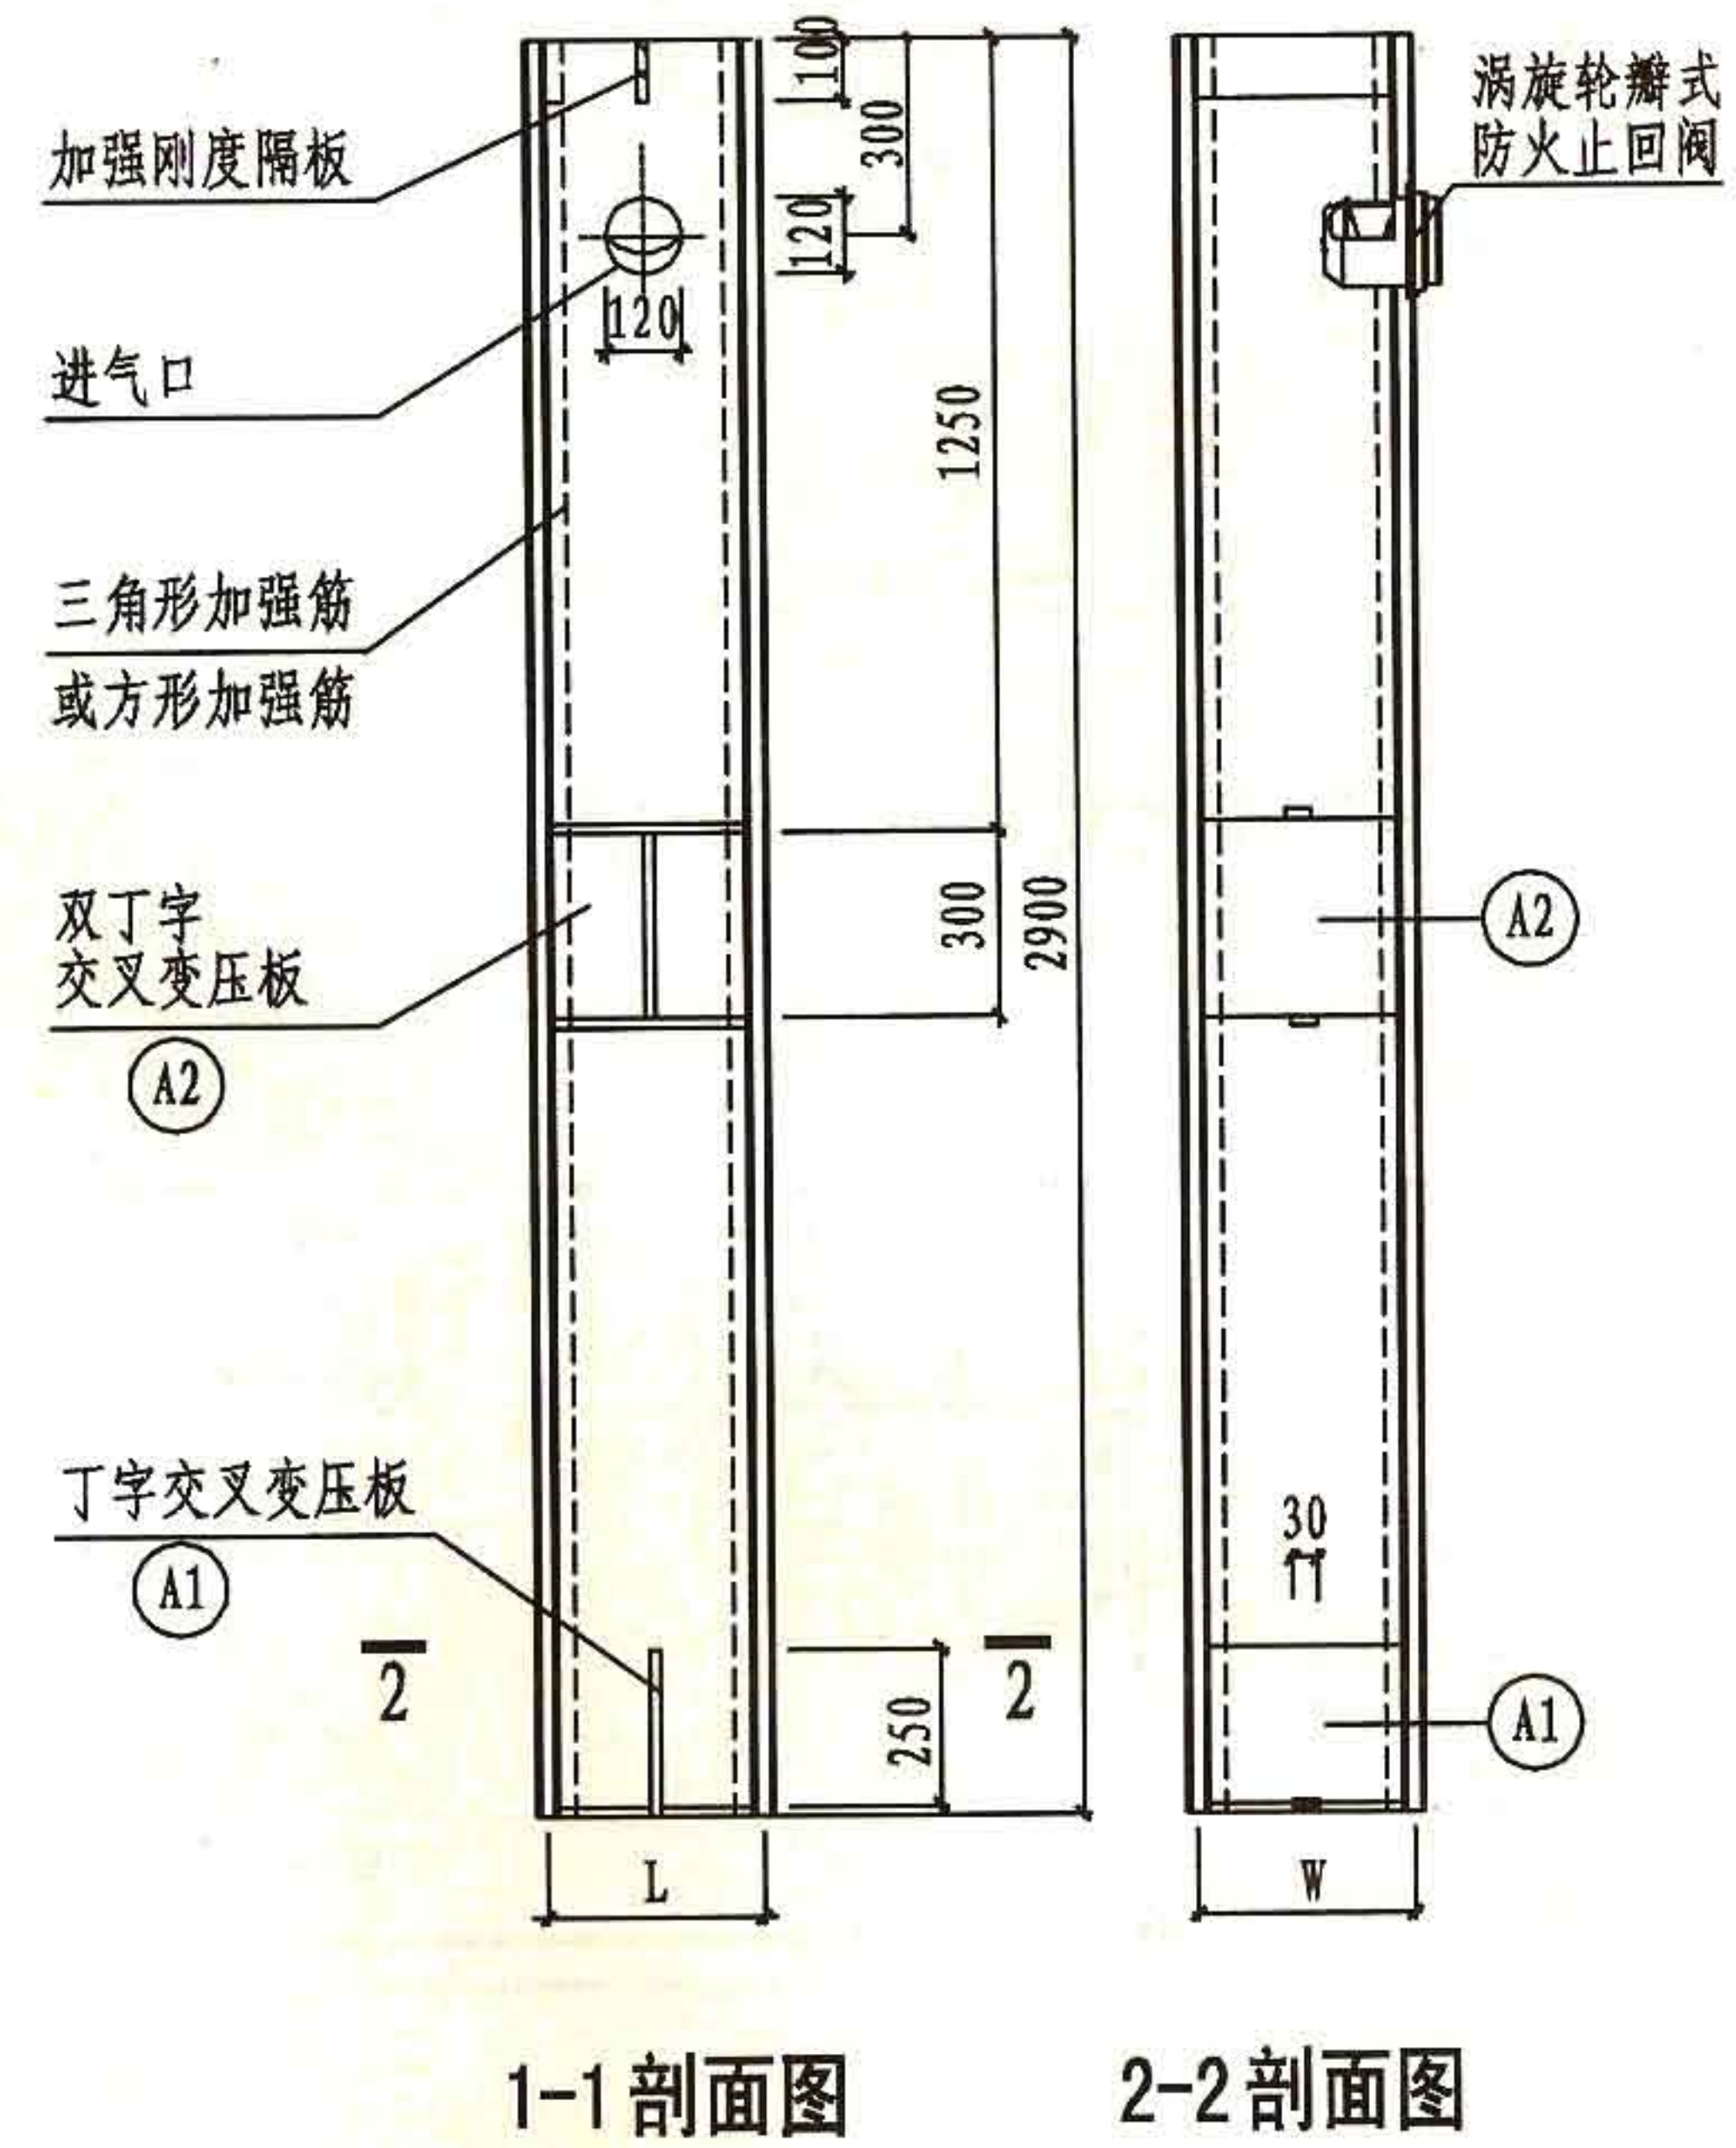 100
涡旋轮瓣式
防火止回阀
加强刚度隔板
300
120
120
进气口
1250
三角形加强筋
或方形加强筋
双丁字
交叉变压板
A2
300
2900
A2
丁字交叉变压板
A1
30
2
2
250
A1
L
W
1-1剖面图
2-2剖面图